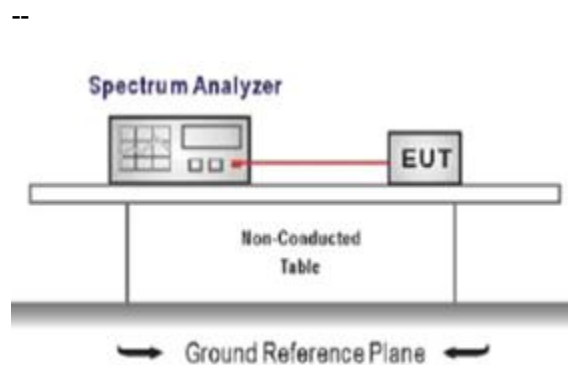 --
Spectrum Analyzer
EUT
Non-Conducted
Table
Ground Reference Plane